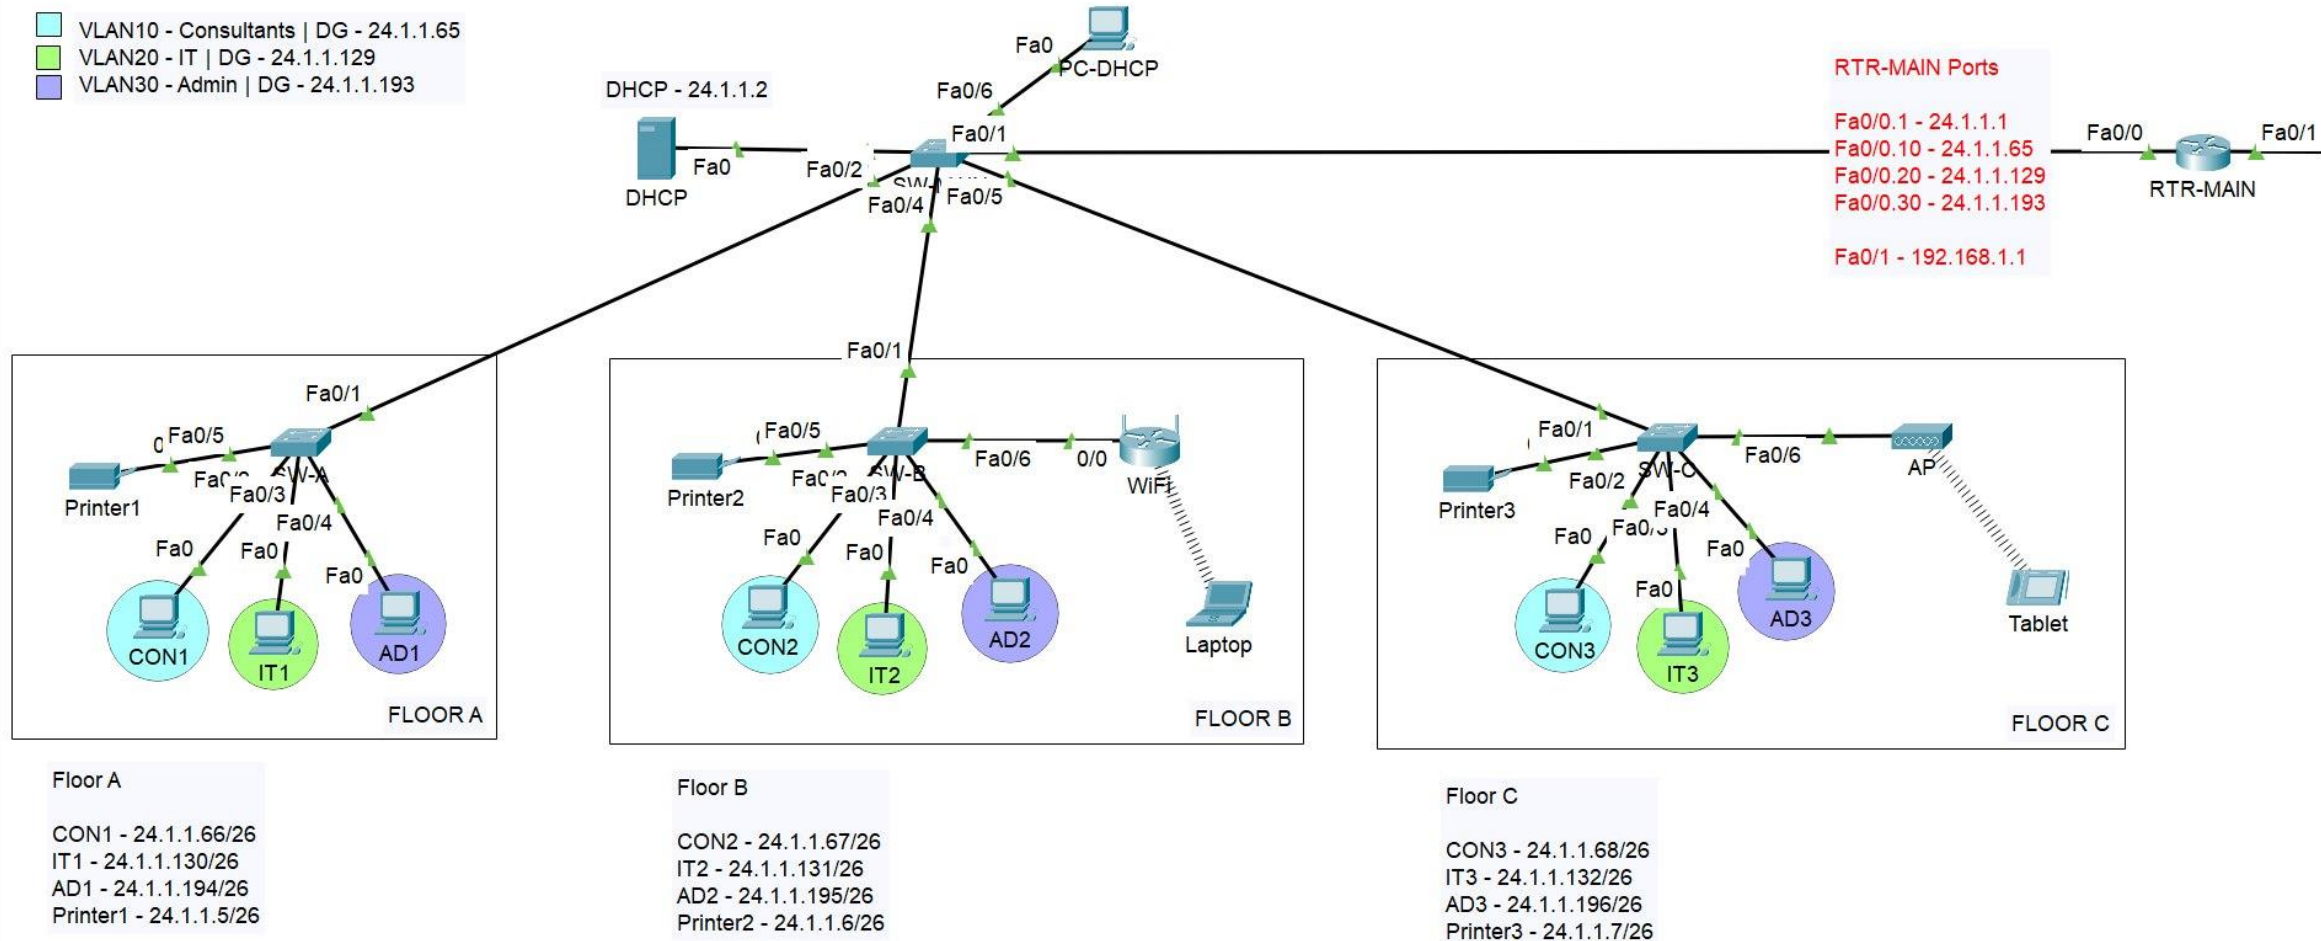 VLAN10 - Consultants | DG - 24.1.1.65
VLAN20 - IT | DG - 24.1.1.129
VLAN30 - Admin | DG - 24.1.1.193
DHCP - 24.1.1.2
Fa0
PC-DHCP
Fa0/6
Fa0/1
Fa0
DHCP
Fa0/2
Fa0/4
Fa0/5
RTR-MAIN Ports
Fa0/0.1 - 24.1.1.1
Fa0/0.10 - 24.1.1.65
Fa0/0.20 - 24.1.1.129
Fa0/0.30 - 24.1.1.193
Fa0/1 - 192.168.1.1
Fa0/0
Fa0/1
RTR-MAIN
Fa0/1
Fa0/5
SW-A
Printer1
Fa0/3
Fa0/4
Fa0
Fa0
Fa0
CON1
IT1
AD1
FLOOR A
Fa0/1
Fa0/5
SW-B
Fa0/6
0/0
WiFi
Printer2
Fa0/3
Fa0/4
Fa0
Fa0
Fa0
CON2
IT2
AD2
Laptop
FLOOR B
Fa0/1
SW-C
Fa0/6
AP
Fa0/2
Printer3
Fa0/4
Fa0
Fa0
Fa0
CON3
IT3
AD3
Tablet
FLOOR C
Floor A
CON1 - 24.1.1.66/26
IT1 - 24.1.1.130/26
AD1 - 24.1.1.194/26
Printer1 - 24.1.1.5/26
Floor B
CON2 - 24.1.1.67/26
IT2 - 24.1.1.131/26
AD2 - 24.1.1.195/26
Printer2 - 24.1.1.6/26
Floor C
CON3 - 24.1.1.68/26
IT3 - 24.1.1.132/26
AD3 - 24.1.1.196/26
Printer3 - 24.1.1.7/26